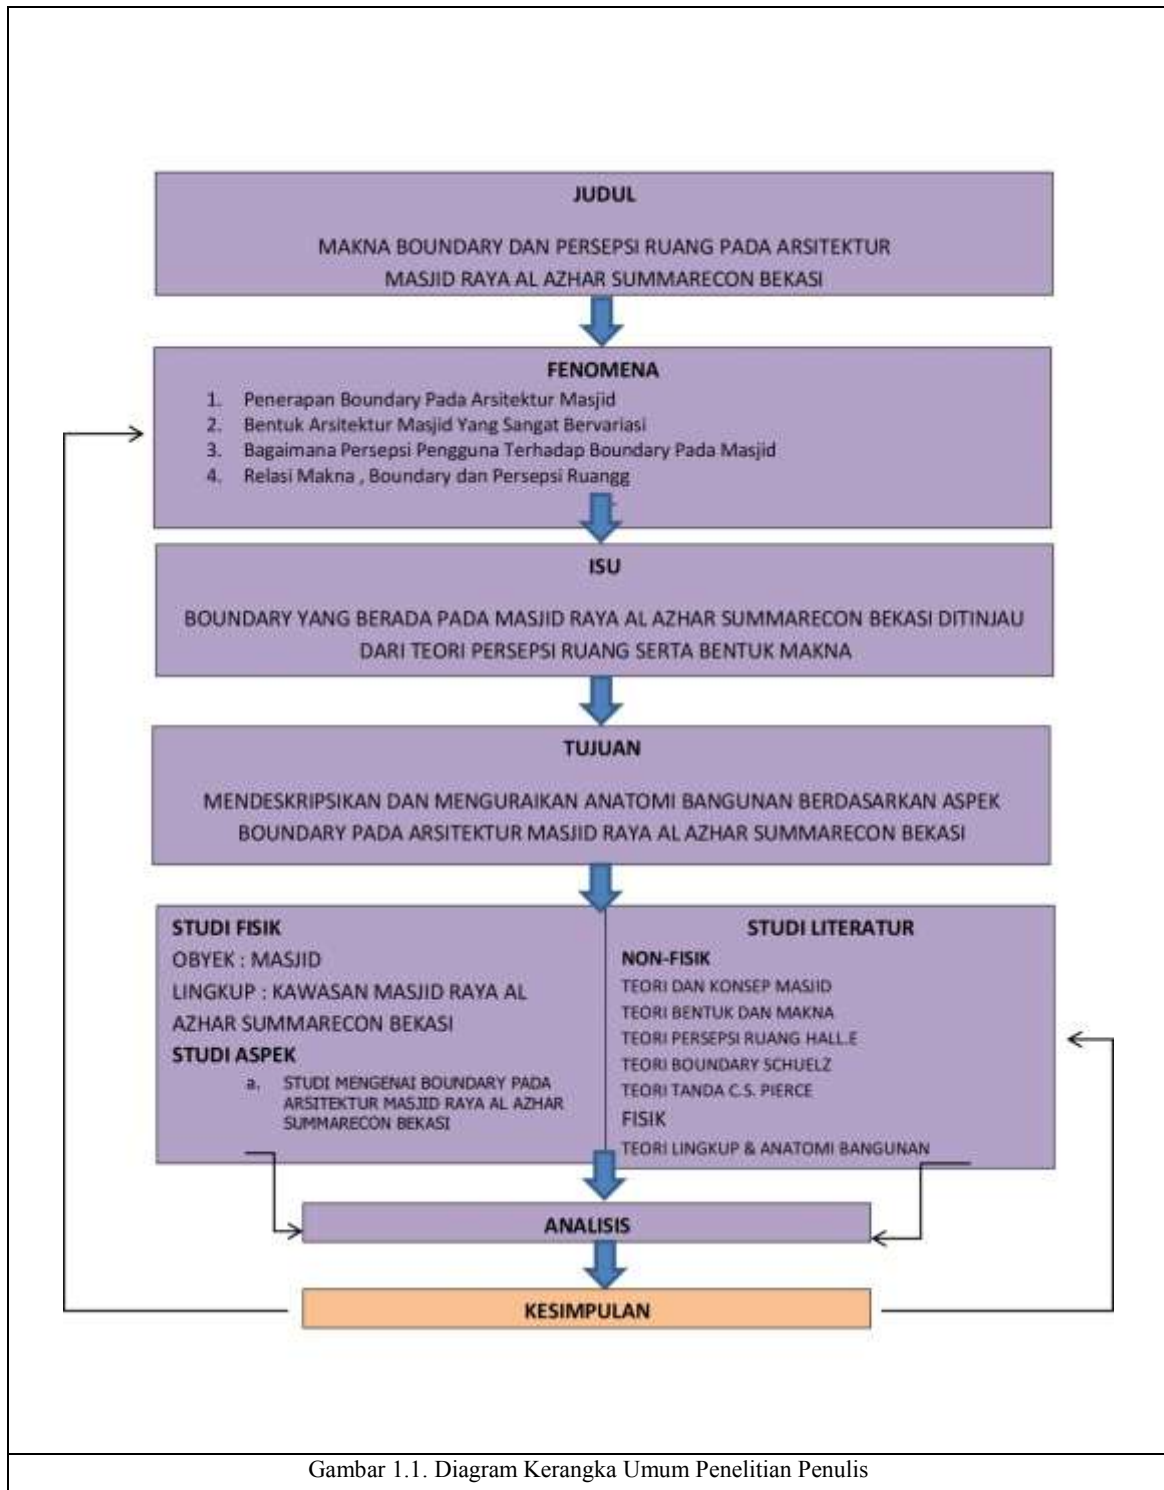 JUDUL
MAKNA BOUNDARY DAN PERSEPSI RUANG PADA ARSITEKTUR
MASJID RAYA AL AZHAR SUMMARECON BEKASI
FENOMENA
1. Penerapan Boundary Pada Arsitektur Masjid
2. Bentuk Arsitektur Masjid Yang Sangat Bervariasi
3. Bagaimana Persepsi Pengguna Terhadap Boundary Pada Masjid
4. Relasi Makna , Boundary dan Persepsi Ruangg
ISU
BOUNDARY YANG BERADA PADA MASJID RAYA AL AZHAR SUMMARECON BEKASI DITINJAU
DARI TEORI PERSEPSI RUANG SERTA BENTUK MAKNA
TUJUAN
MENDESKRIPSIKAN DAN MENGURAIKAN ANATOMI BANGUNAN BERDASARKAN ASPEK
BOUNDARY PADA ARSITEKTUR MASJID RAYA AL AZHAR SUMMARECON BEKASI
STUDI FISIK
OBYEK : MASJID
LINGKUP : KAWASAN MASJID RAYA AL
AZHAR SUMMARECON BEKASI
STUDI ASPEK
a. STUDI MENGENAI BOUNDARY PADA
ARSITEKTUR MASJID RAYA AL AZHAR
SUMMARECON BEKASI
STUDI LITERATUR
NON-FISIK
TEORI DAN KONSEP MASJID
TEORI BENTUK DAN MAKNA
TEORI PERSEPSI RUANG HALL.E
TEORI BOUNDARY SCHUELZ
TEORI TANDA C.S. PIERCE
FISIK
TEORI LINGKUP & ANATOMI BANGUNAN
ANALISIS
KESIMPULAN
Gambar 1.1. Diagram Kerangka Umum Penelitian Penulis